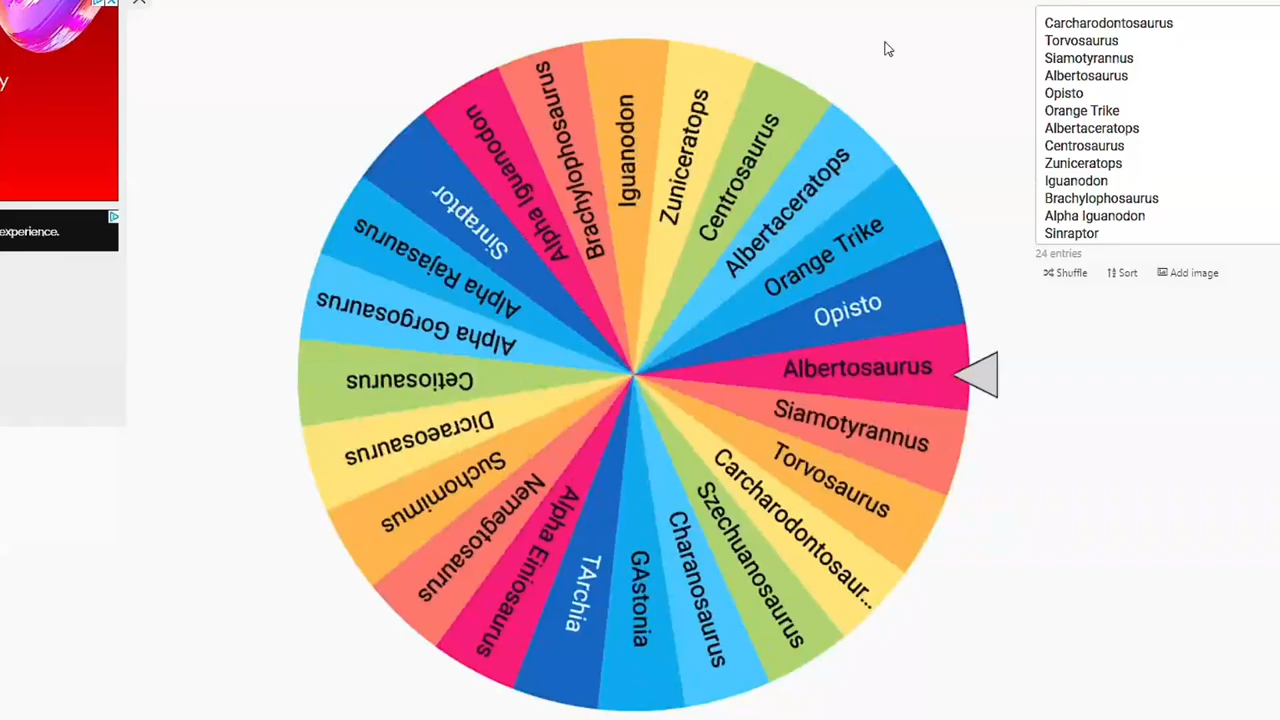 y
experience.
Iguanodon
Zuniceratops
Centrosaurus
Albertaceratops
Orange Trike
Opisto
Albertosaurus
Siamotyrannus
Torvosaurus
Carcharodontosaur...
Szechuanosaurus
Charanosaurus
GAstonia
TArchia
Alpha Einiosaurus
Nemegtosaurus
Suchomimus
Dicraeosaurus
Cetiosaurus
Alpha Gorgosaurus
Alpha Rajasaurus
Sinraptor
Alpha Iguanodon
Brachylophosaurus
Carcharodontosaurus
Torvosaurus
Siamotyrannus
Albertosaurus
Opisto
Orange Trike
Albertaceratops
Centrosaurus
Zuniceratops
Iguanodon
Brachylophosaurus
Alpha Iguanodon
Sinraptor
24 entries
Shuffle
Sort
Add image